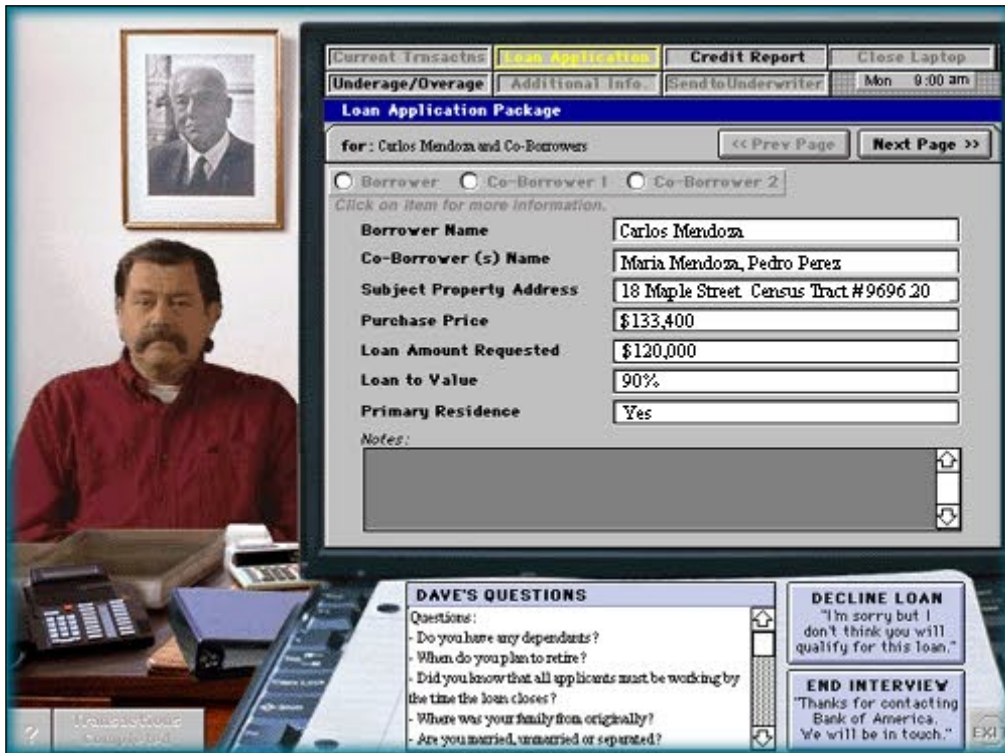 Current Trnsactns Loan Application Credit Report Close Laptop
Underage/Overage Additional Info. Send to Underwriter Mon 9:00 am
Loan Application Package
for : Carlos Mendoza and Co-Borrowers << Prev Page Next Page >>
Borrower Co-Borrower 1 Co-Borrower 2
Click on item for more information.
Borrower Name Carlos Mendoza
Co-Borrower (s) Name Maria Mendoza, Pedro Perez
Subject Property Address 18 Maple Street Census Tract #9696.20
Purchase Price $133,400
Loan Amount Requested $120,000
Loan to Value 90%
Primary Residence Yes
Notes:
DAVE'S QUESTIONS
Questions:
- Do you have any dependants?
- When do you plan to retire?
- Did you know that all applicants must be working by
the time the loan closes?
- Where was your family from originally?
- Are you married, unmarried or separated?
DECLINE LOAN
"I'm sorry but I
don't think you will
qualify for this loan."
END INTERVIEW
"Thanks for contacting
Bank of America.
We will be in touch."
?
Transactions
Completed
EXI